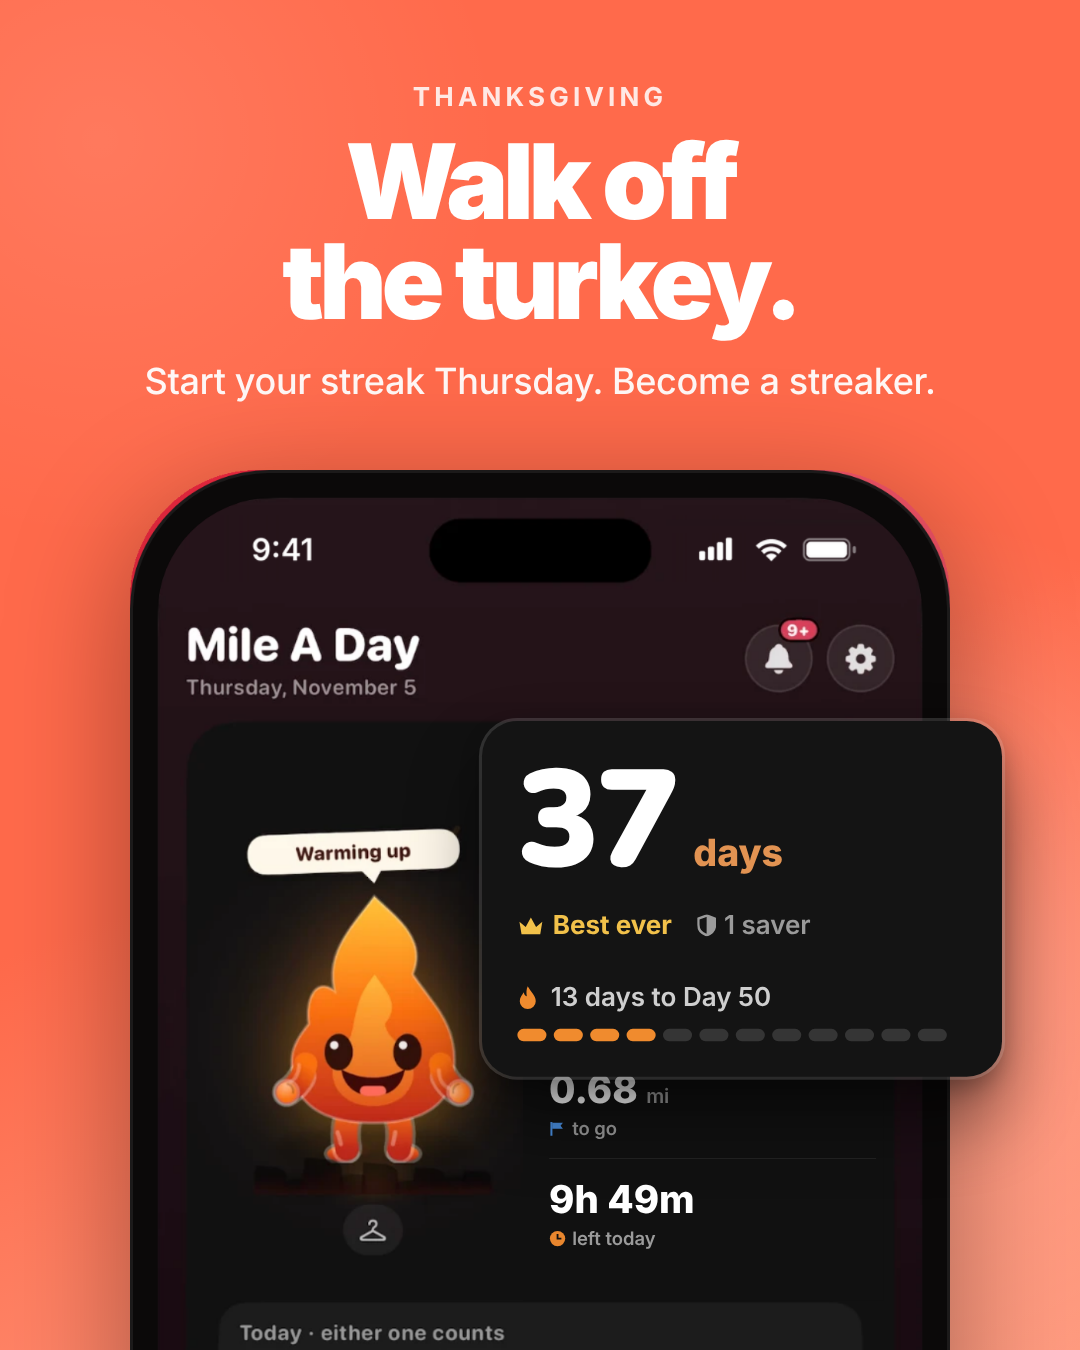 THANKSGIVING
Walk off
the turkey.
Start your streak Thursday. Become a streaker.
9:41
Mile A Day
9+
Thursday, November 5
37 days
Warming up
Best ever 1 saver
13 days to Day 50
0.68 mi
to go
9h 49m
left today
Today · either one counts